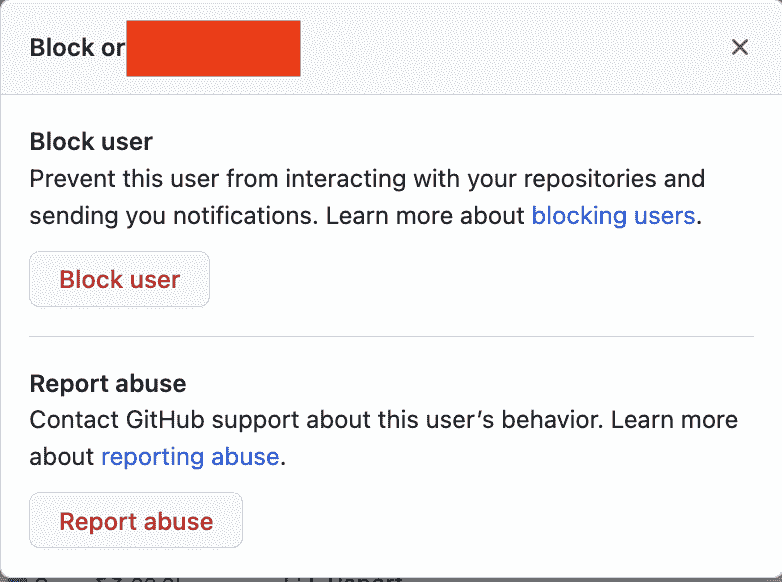 Block or
Block user
Prevent this user from interacting with your repositories and
sending you notifications. Learn more about blocking users.
Block user
Report abuse
Contact GitHub support about this user’s behavior. Learn more
about reporting abuse.
Report abuse